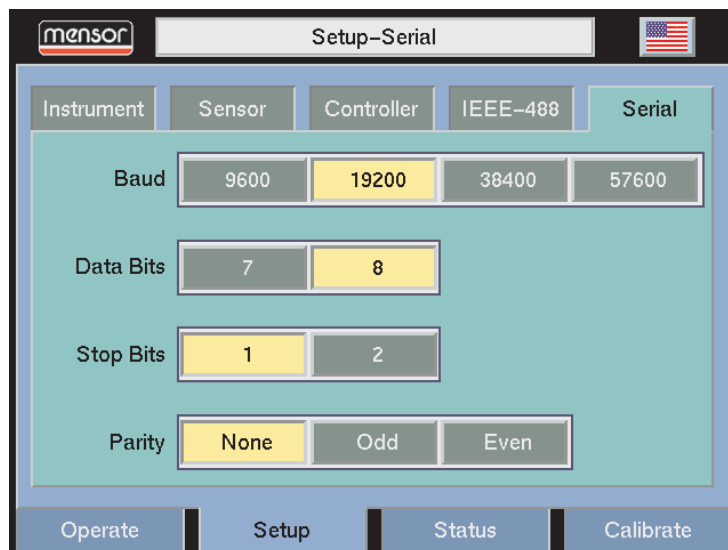 mensor
Setup–Serial
Instrument Sensor Controller IEEE–488 Serial
Baud 9600 19200 38400 57600
Data Bits 7 8
Stop Bits 1 2
Parity None Odd Even
Operate Setup Status Calibrate